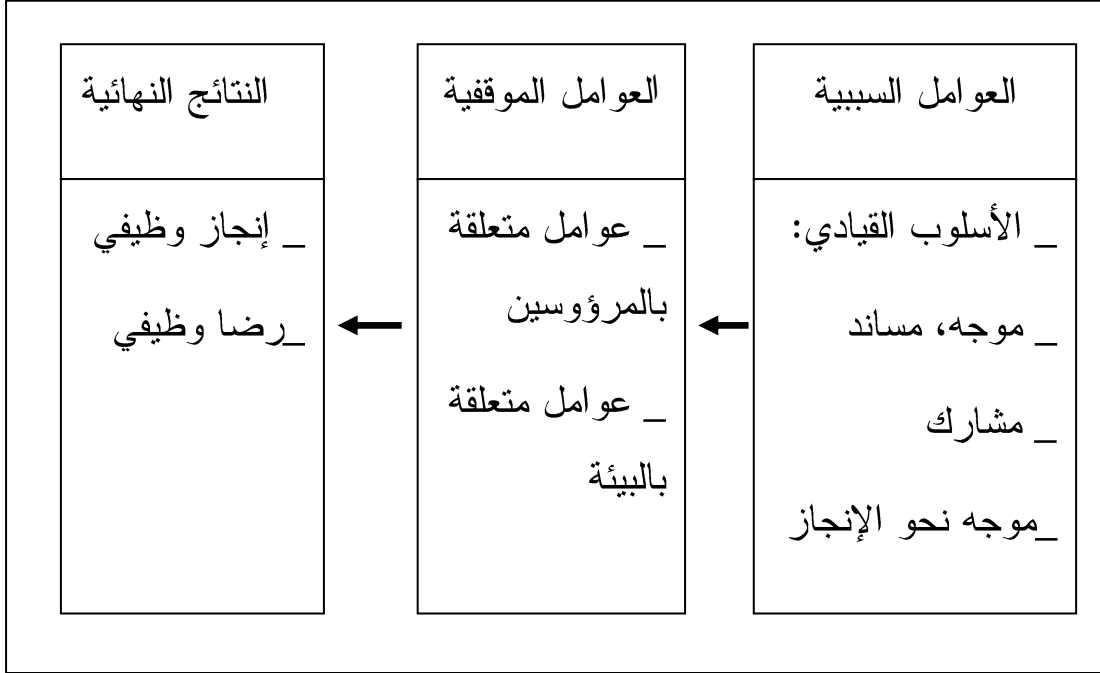 العوامل السببية
_ الأسلوب القيادي:
_ موجه، مساند
_ مشارك
_موجه نحو الإنجاز
العوامل الموقفية
_ عوامل متعلقة
بالمرؤوسين
_ عوامل متعلقة
بالبيئة
النتائج النهائية
_ إنجاز وظيفي
_رضا وظيفي